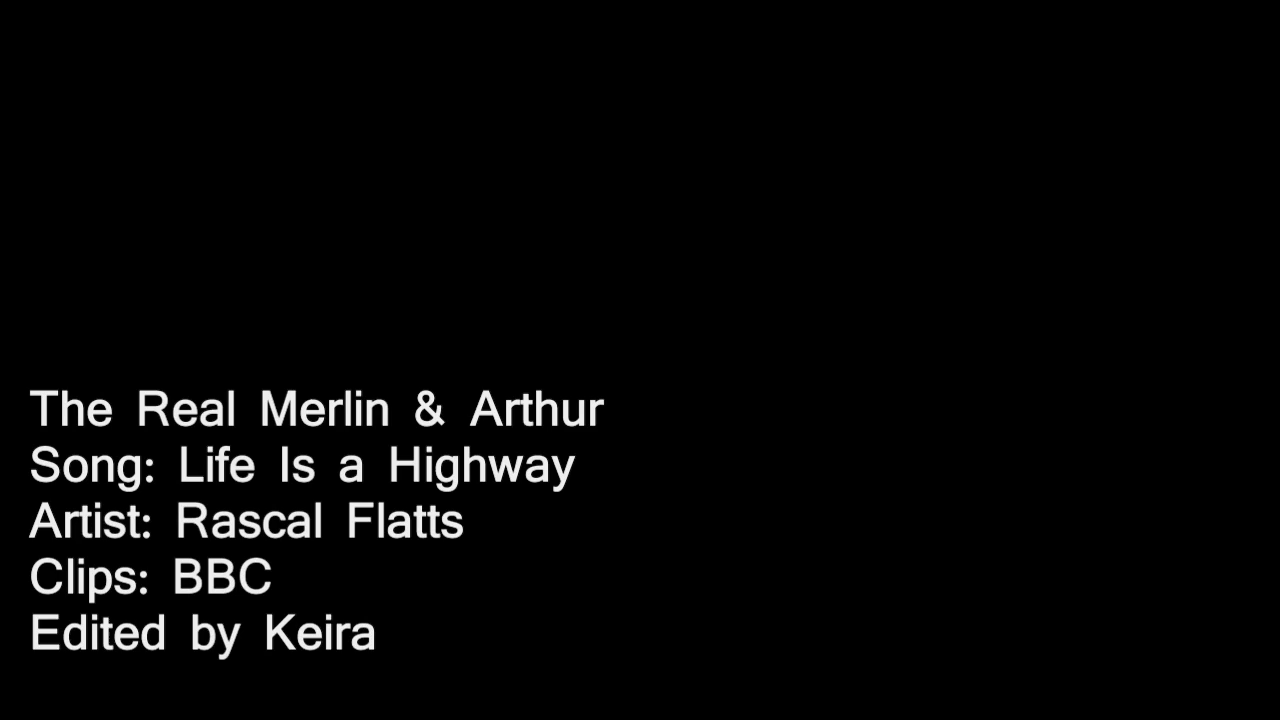 The Real Merlin & Arthur
Song: Life Is a Highway
Artist: Rascal Flatts
Clips: BBC
Edited by Keira